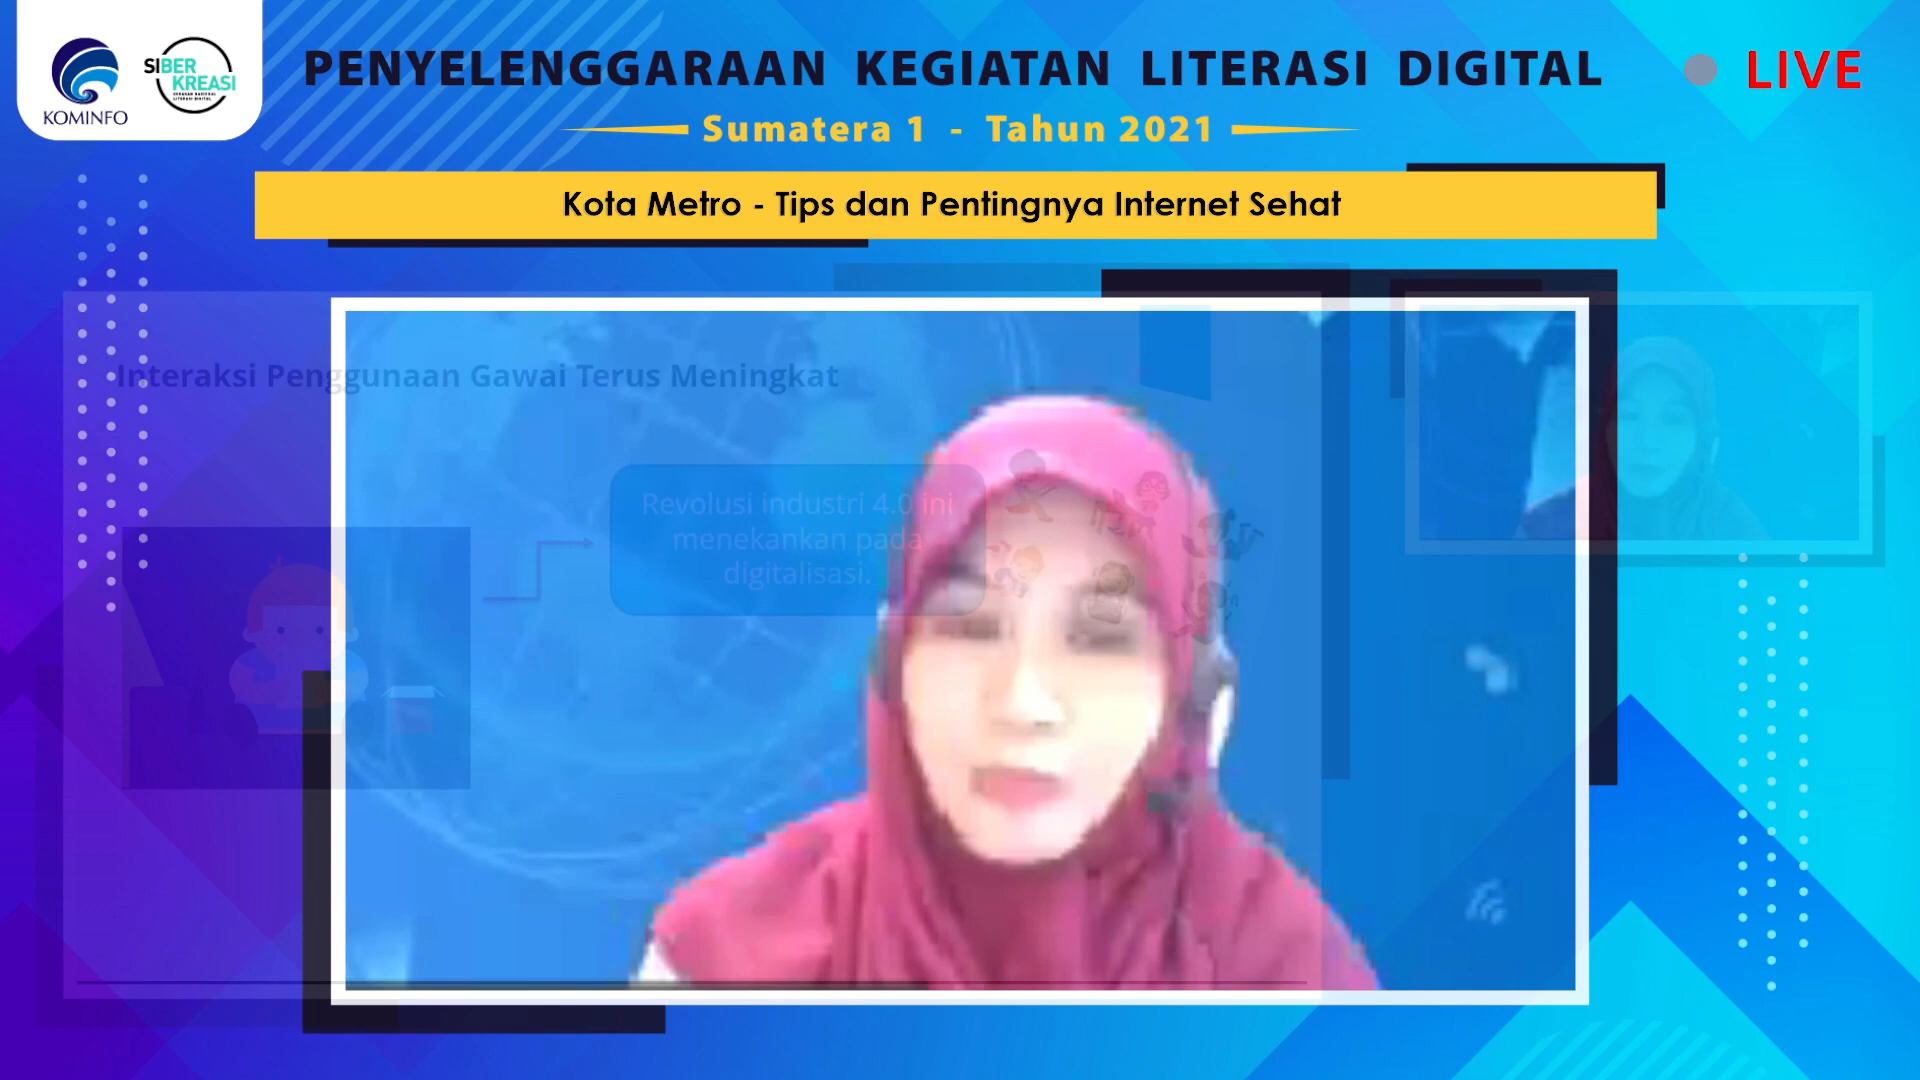 KOMINFO
SIBER
KREASI
PENYELENGGARAAN KEGIATAN LITERASI DIGITAL
LIVE
Sumatera 1 - Tahun 2021
Kota Metro - Tips dan Pentingnya Internet Sehat
Interaksi Penggunaan Gawai Terus Meningkat
Revolusi industri 4.0 ini
menekankan pada
digitalisasi.